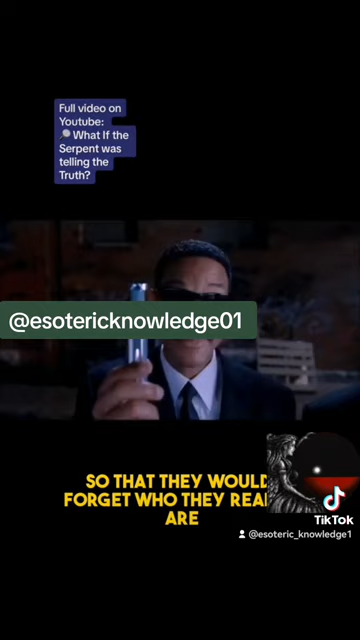 Full video on
Youtube:
🔎 What If the
Serpent was
telling the
Truth?
@esotericknowledge01
SO THAT THEY WOULD
FORGET WHO THEY
ARE
TikTok
@esoteric_knowledge1